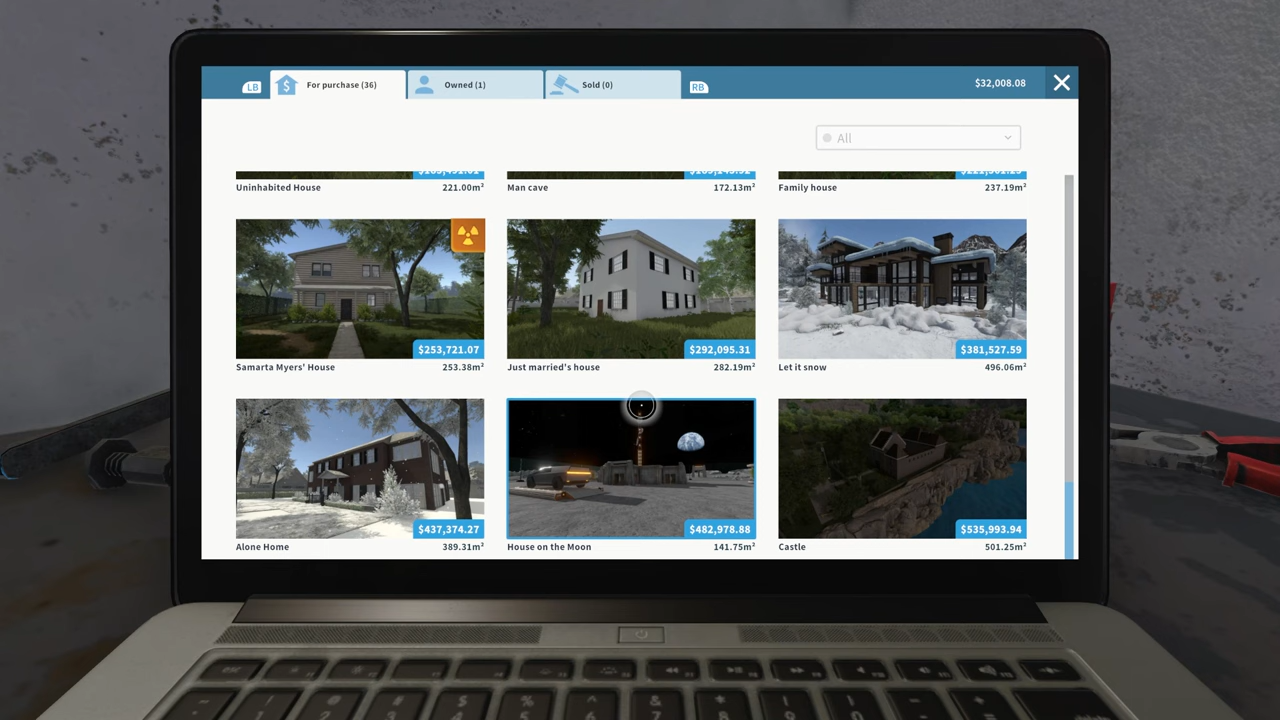 LB
For purchase (36)
Owned (1)
Sold (0)
RB
$32,008.08
All
Uninhabited House
221.00m²
Man cave
172.13m²
Family house
237.19m²
$253,721.07
$292,095.31
$381,527.59
Samarta Myers' House
253.38m²
Just married's house
282.19m²
Let it snow
496.06m²
$437,374.27
$482,978.88
$535,993.94
Alone Home
389.31m²
House on the Moon
141.75m²
Castle
501.25m²